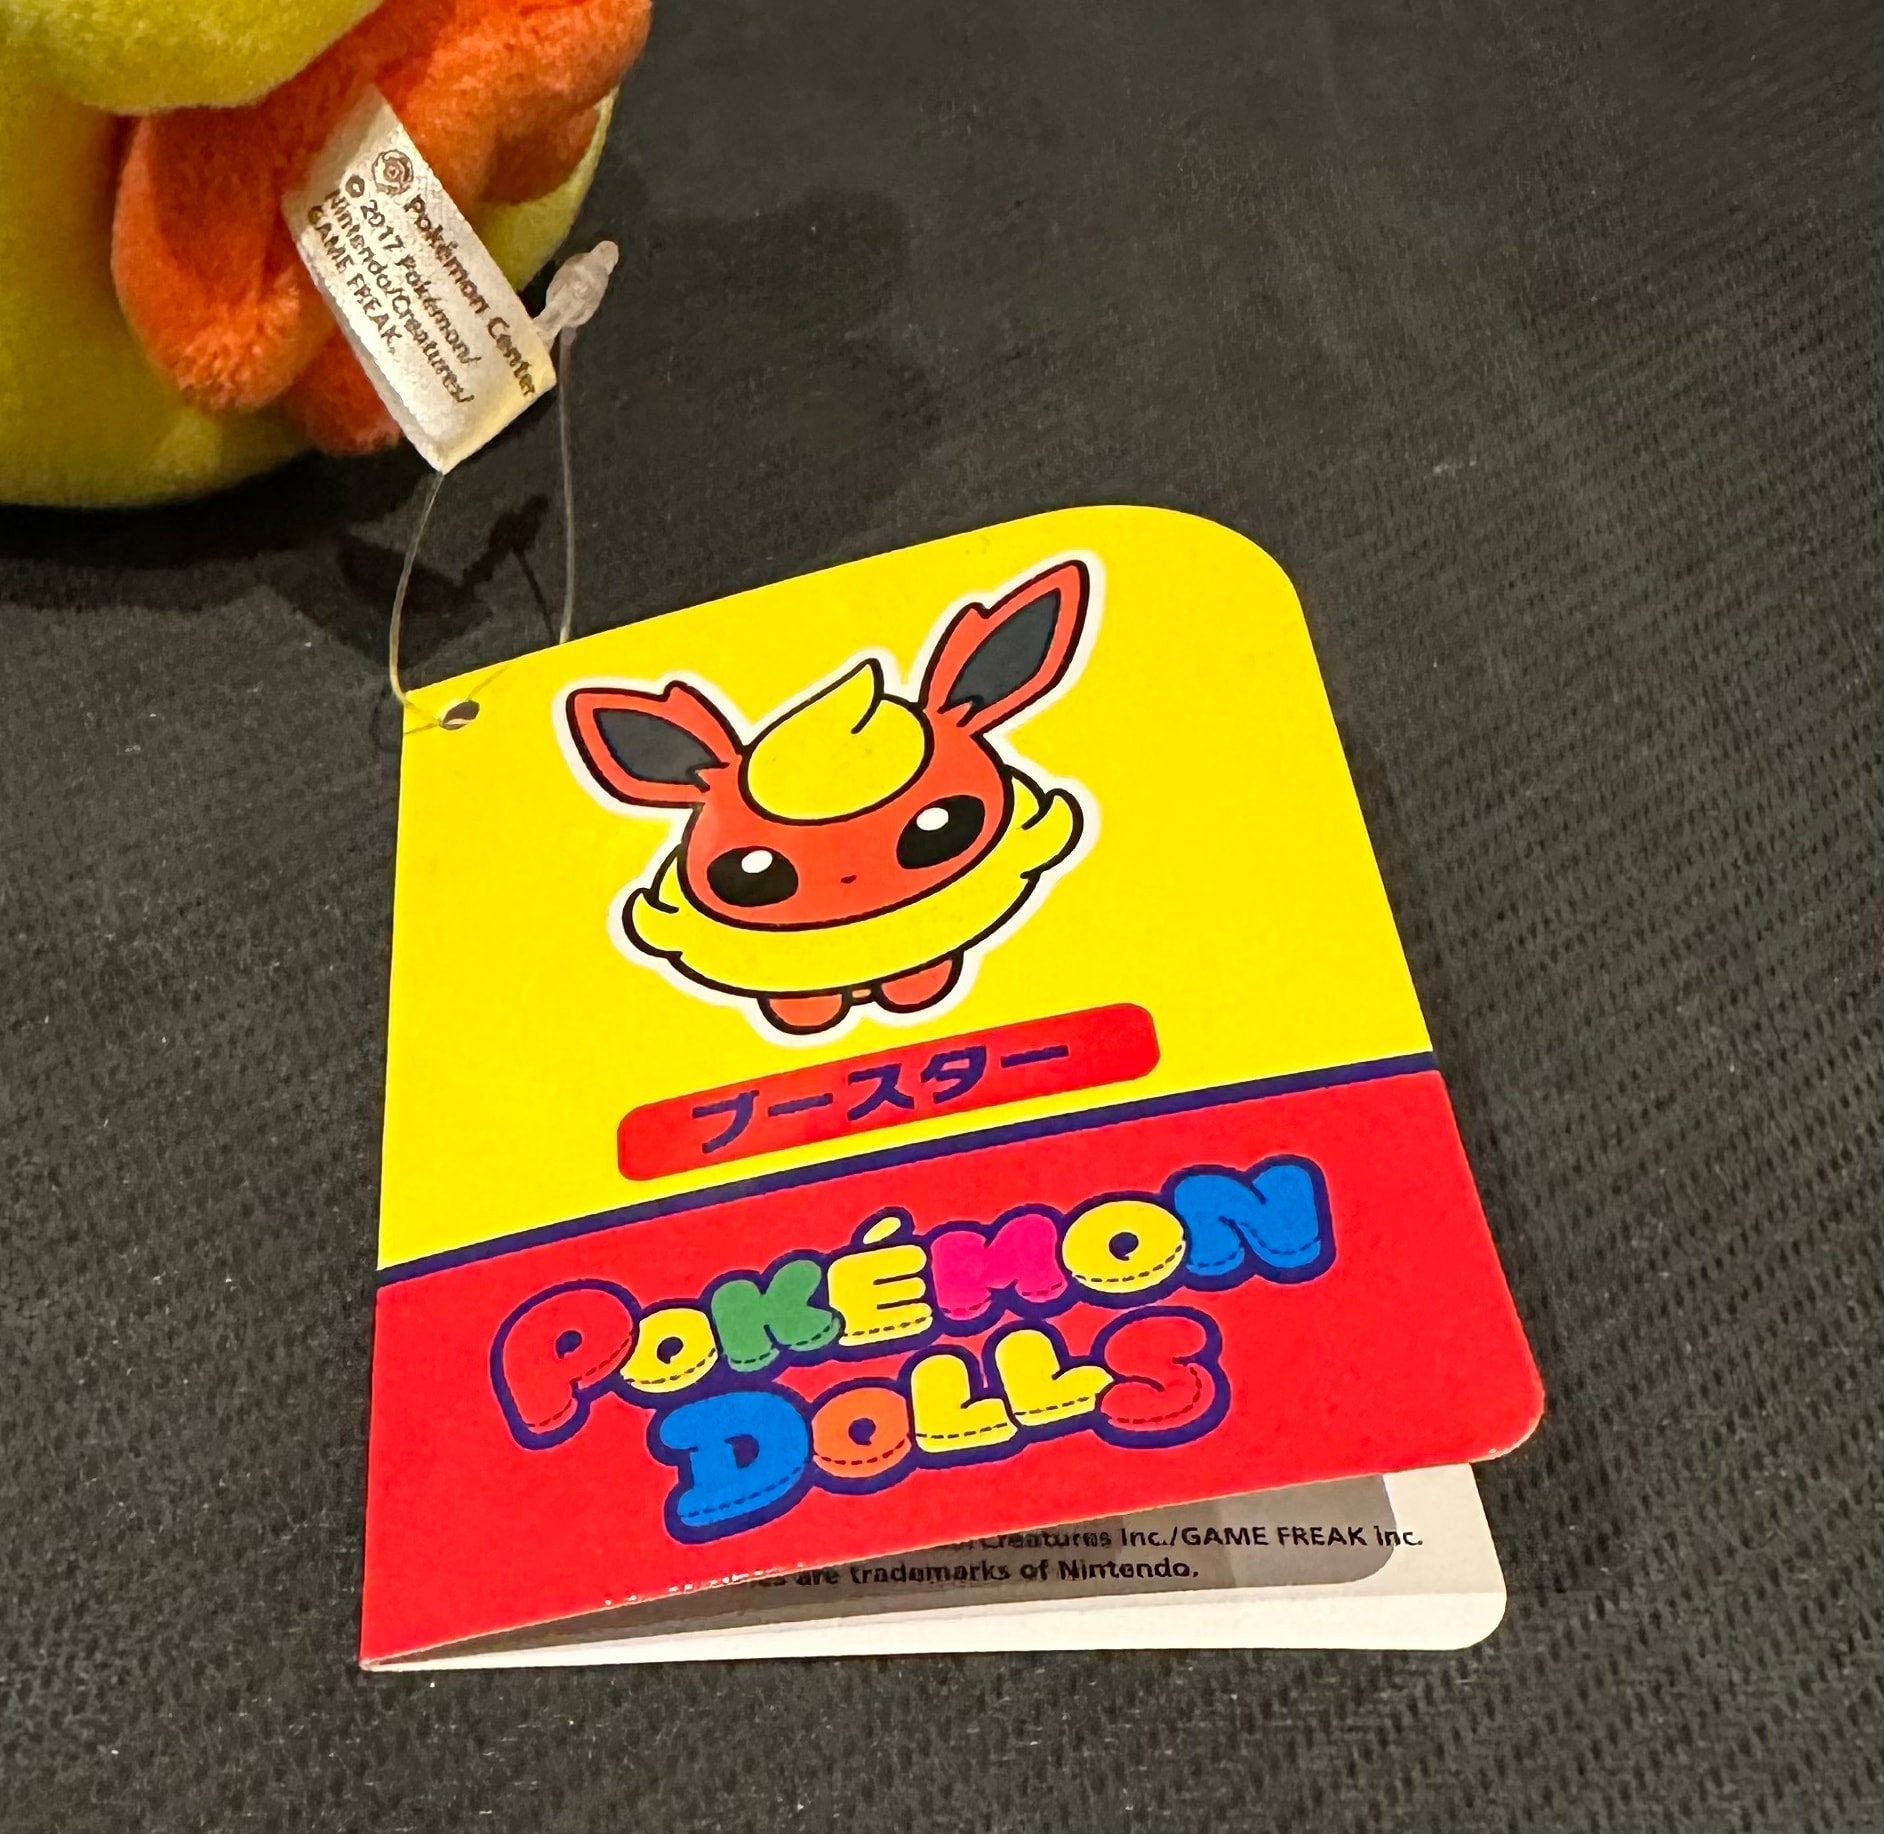 Pokémon Center
© 2017 Pokémon/
Nintendo/Creatures/
GAME FREAK.
ブースター
POKÉMON
DOLLS
Creatures Inc./GAME FREAK inc.
are trademarks of Nintendo.